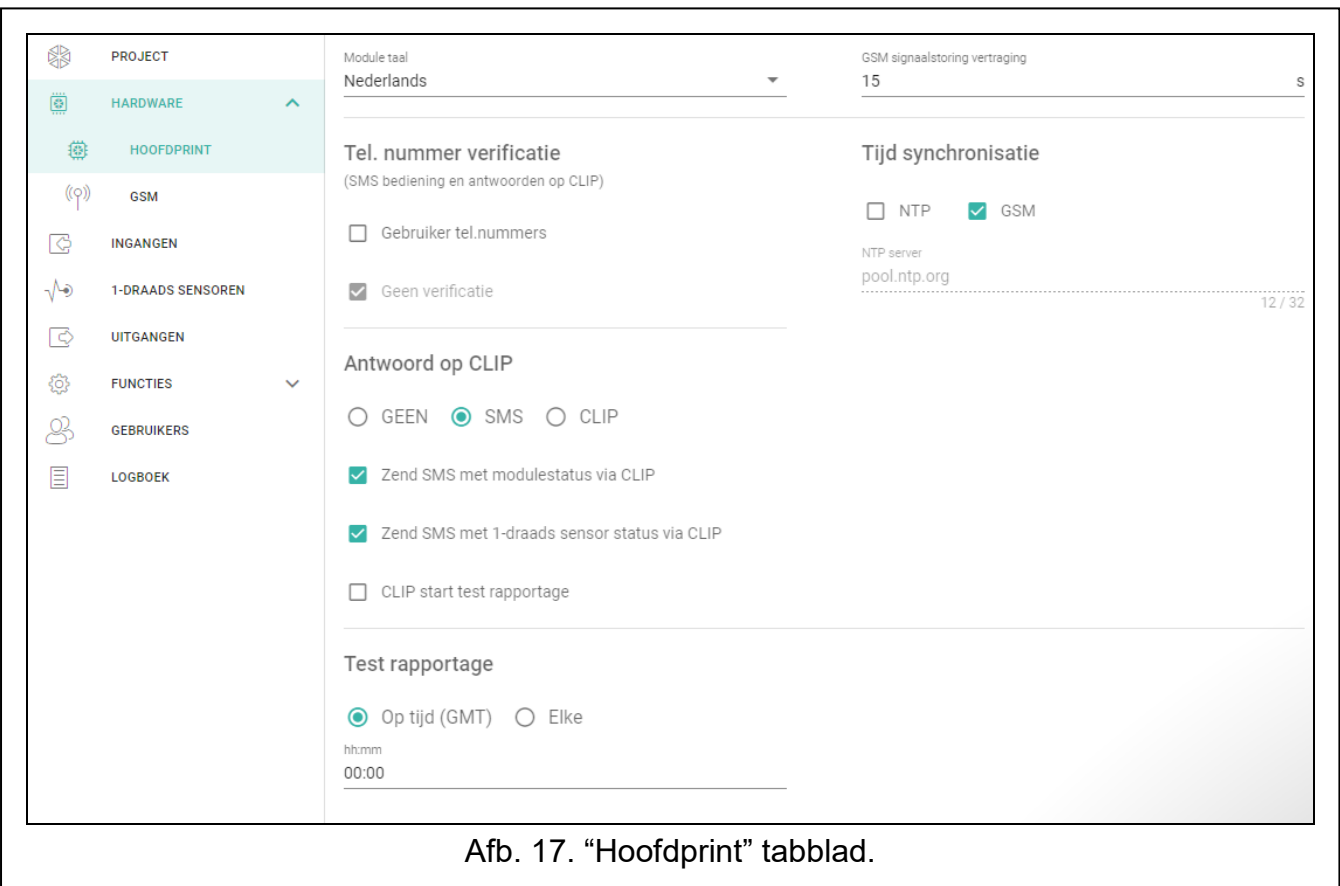 PROJECT
HARDWARE
HOOFDPRINT
GSM
INGANGEN
1-DRAADS SENSOREN
UITGANGEN
FUNCTIES
GEBRUIKERS
LOGBOEK
Module taal
Nederlands
GSM signaalstoring vertraging
15 s
Tel. nummer verificatie
(SMS bediening en antwoorden op CLIP)
Gebruiker tel.nummers
Geen verificatie
Tijd synchronisatie
NTP GSM
NTP server
pool.ntp.org
12 / 32
Antwoord op CLIP
GEEN SMS CLIP
Zend SMS met modulestatus via CLIP
Zend SMS met 1-draads sensor status via CLIP
CLIP start test rapportage
Test rapportage
Op tijd (GMT) Elke
hh:mm
00:00
Afb. 17. “Hoofdprint” tabblad.